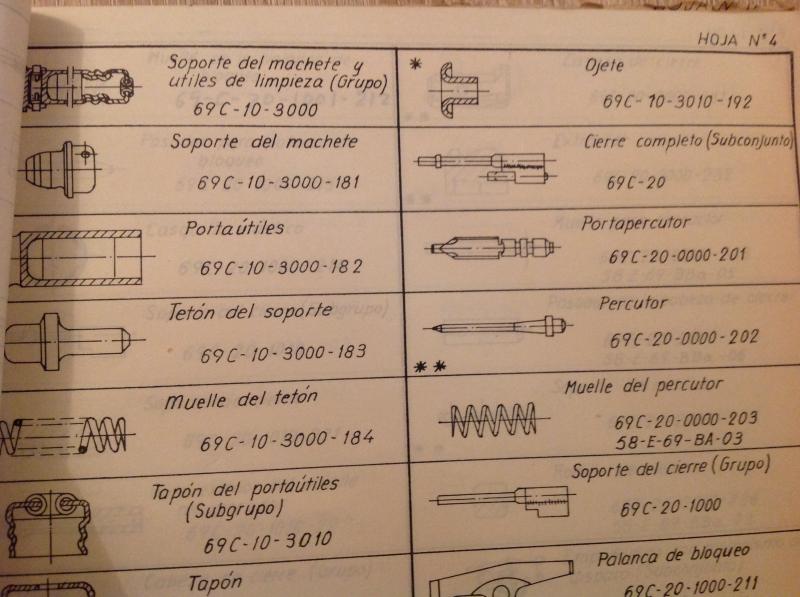 HOJA Nº4
Soporte del machete y
utiles de limpieza (Grupo)
69C-10-3000
Soporte del machete
69C-10-3000-181
Portaútiles
69C-10-3000-182
Tetón del soporte
69C-10-3000-183
Muelle del tetón
69C-10-3000-184
Tapón del portaútiles
(Subgrupo)
69C-10-3010
Tapón
*
Ojete
69C-10-3010-192
Cierre completo (Subconjunto)
69C-20
Portapercutor
69C-20-0000-201
Percutor
69C-20-0000-202
**
Muelle del percutor
69C-20-0000-203
58-E-69-BA-03
Soporte del cierre (Grupo)
69C-20-1000
Palanca de bloqueo
69C-20-1000-211